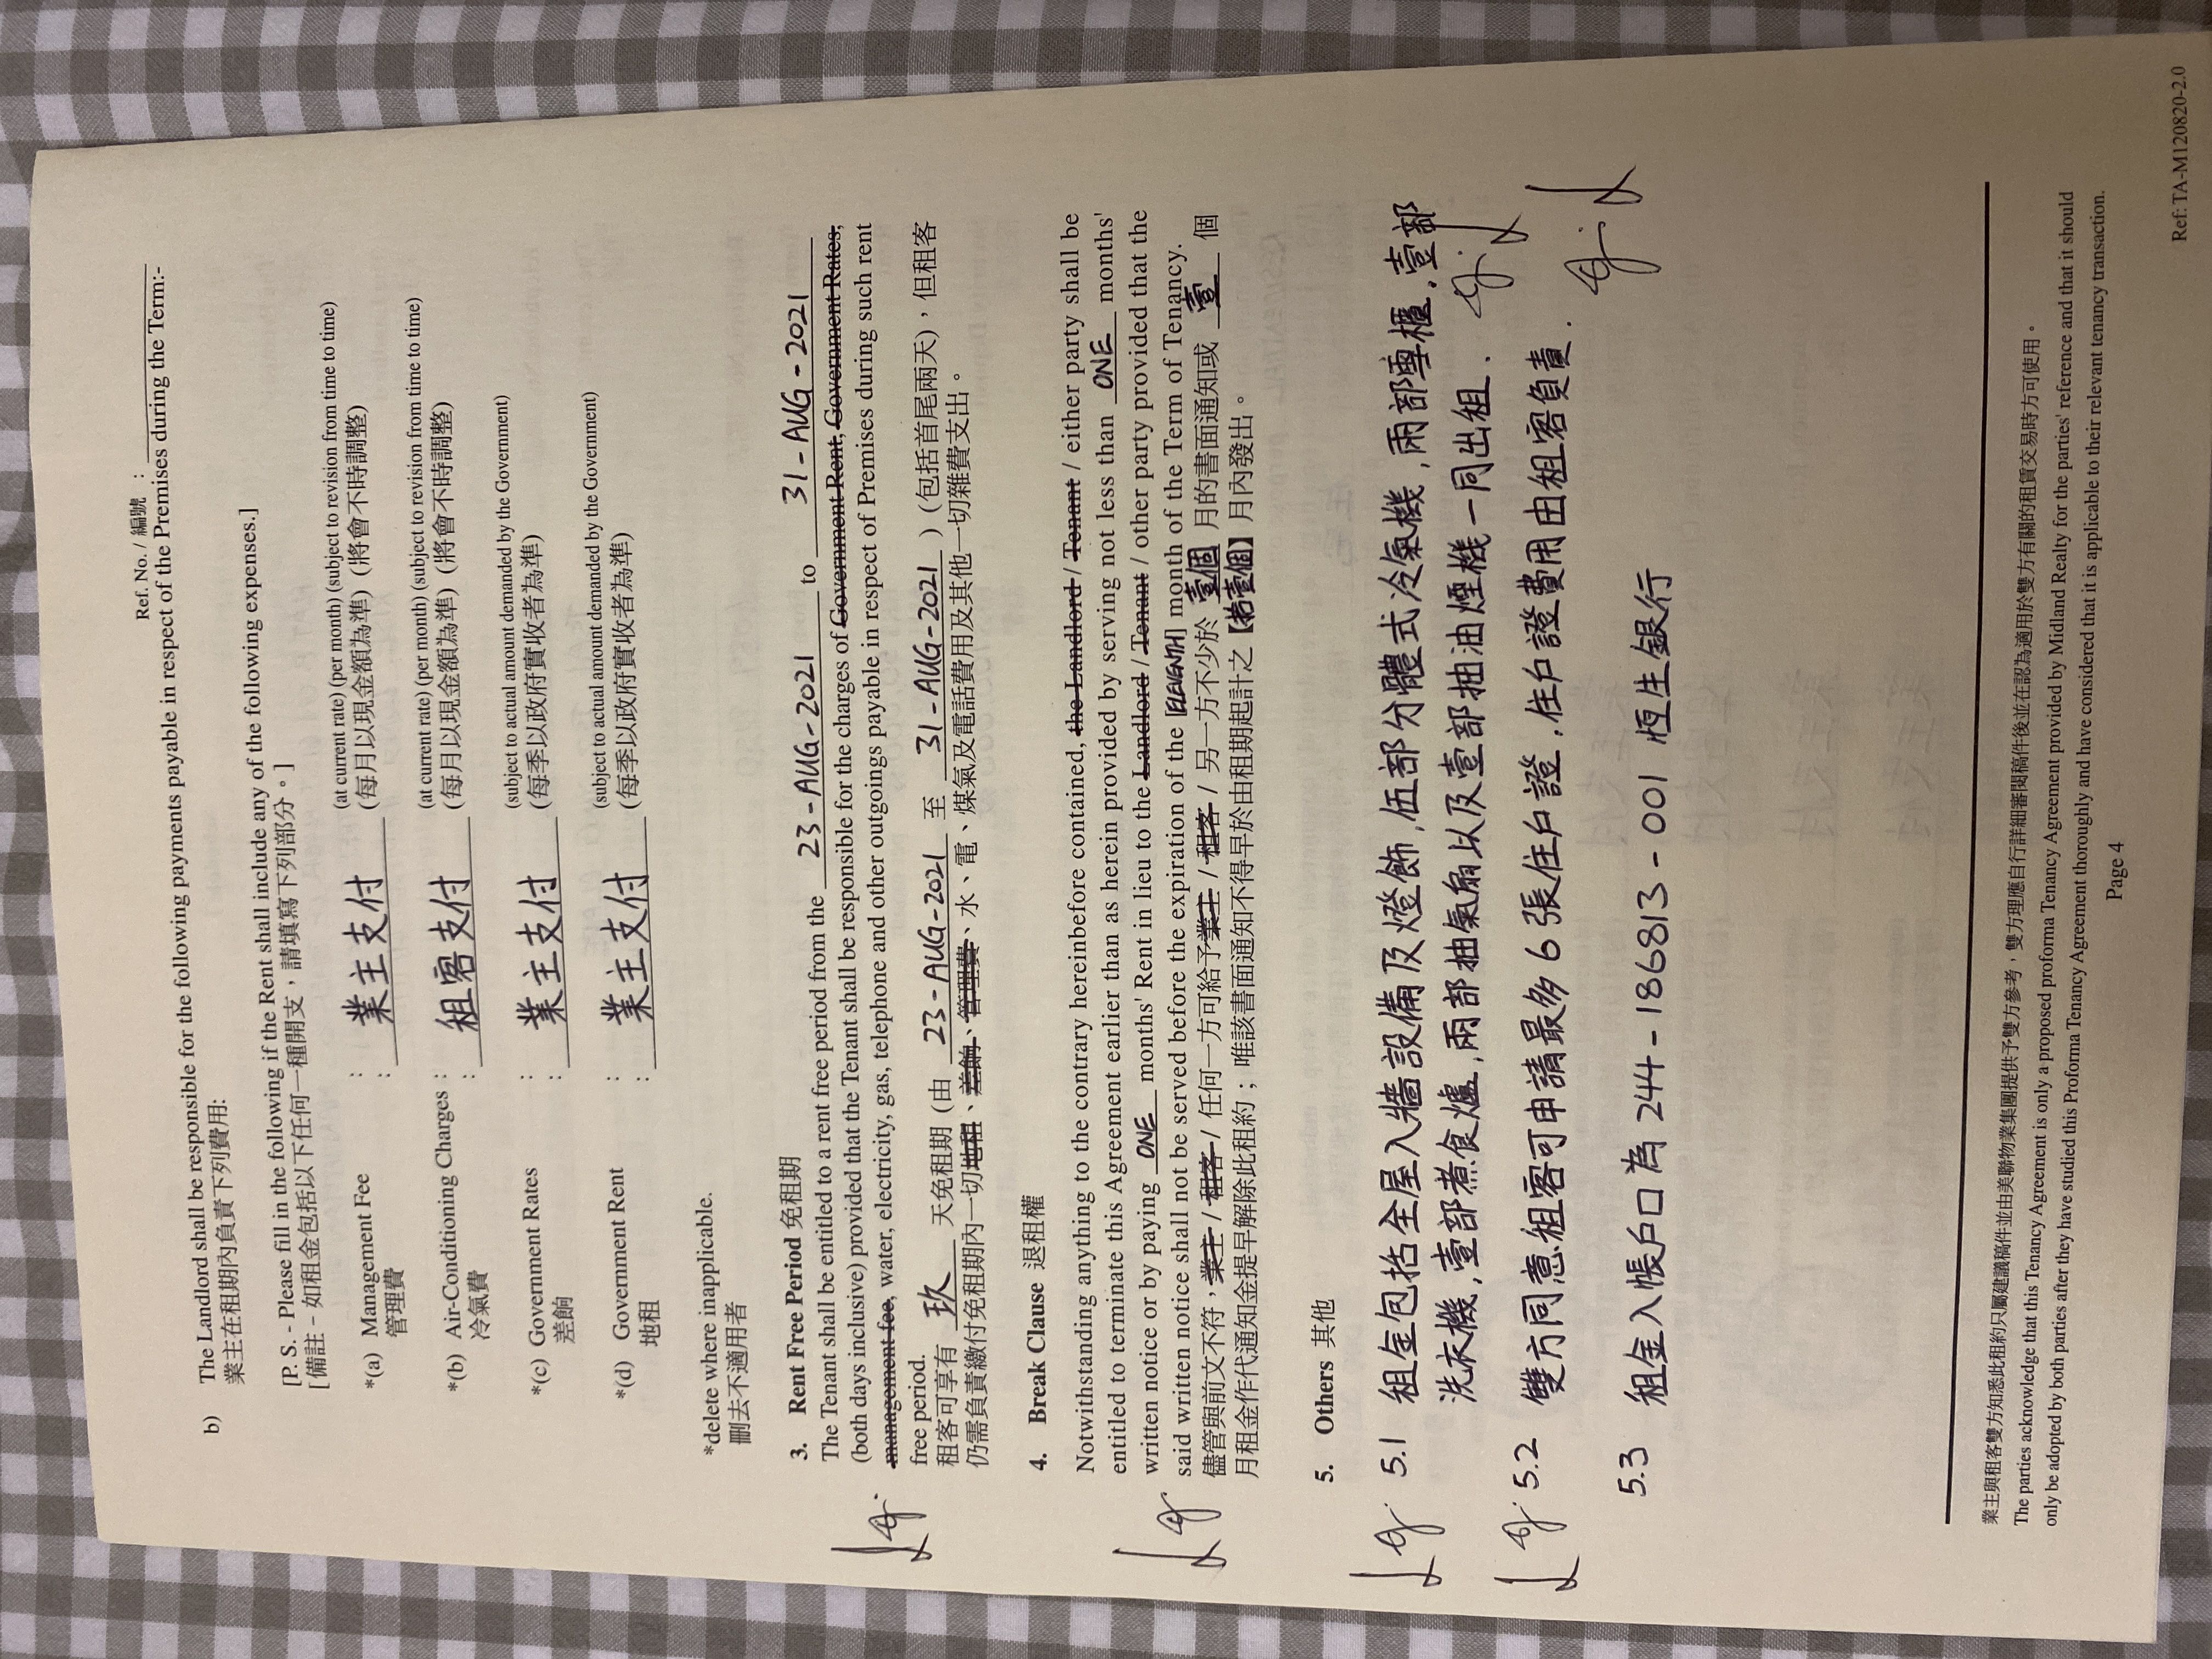 Ref. No. / 編號 :
b) The Landlord shall be responsible for the following payments payable in respect of the Premises during the Term:-
業主在租期內負責下列費用:
[P. S. - Please fill in the following if the Rent shall include any of the following expenses.]
[備註 - 如租金包括以下任何一種開支，請填寫下列部分。]
*(a) Management Fee : (at current rate) (per month) (subject to revision from time to time)
管理費 : 業主支付 (每月以現金額為準) (將會不時調整)
*(b) Air-Conditioning Charges : (at current rate) (per month) (subject to revision from time to time)
冷氣費 : 租客支付 (每月以現金額為準) (將會不時調整)
*(c) Government Rates : (subject to actual amount demanded by the Government)
差餉 : 業主支付 (每季以政府實收者為準)
*(d) Government Rent : (subject to actual amount demanded by the Government)
地租 : 業主支付 (每季以政府實收者為準)
*delete where inapplicable.
刪去不適用者
3. Rent Free Period 免租期
The Tenant shall be entitled to a rent free period from the 23-AUG-2021 to 31-AUG-2021
(both days inclusive) provided that the Tenant shall be responsible for the charges of Government Rent, Government Rates,
management fee, water, electricity, gas, telephone and other outgoings payable in respect of Premises during such rent
free period.
租客可享有 玖 天免租期 (由 23-AUG-2021 至 31-AUG-2021 ) (包括首尾兩天)，但租客
仍需負責繳付免租期內一切地租、差餉、管理費、水、電、煤氣及電話費用及其他一切雜費支出。
4. Break Clause 退租權
Notwithstanding anything to the contrary hereinbefore contained, the Landlord / Tenant / either party shall be
entitled to terminate this Agreement earlier than as herein provided by serving not less than ONE months'
written notice or by paying ONE months' Rent in lieu to the Landlord / Tenant / other party provided that the
said written notice shall not be served before the expiration of the [ELEVENTH] month of the Term of Tenancy.
儘管與前文不符，業主 / 租客 / 任何一方可給予業主 / 租客 / 另一方不少於 壹個 月的書面通知或 壹 個
月租金作代通知金提早解除此租約；唯該書面通知不得早於由租期起計之【拾壹個】月內發出。
5. Others 其他
5.1 租金包括全屋入牆設備及燈飾,伍部分體式冷氣機,兩部專櫃,壹部
洗衣機,壹部煮食爐,兩部抽氣扇以及壹部抽油煙機一同出租.
5.2 雙方同意租客可申請最多6張住戶證,住戶證費用由租客負責.
5.3 租金入帳戶口為 244-186813-001 恆生銀行
業主與租客雙方知悉此租約只屬建議稿件並由美聯物業集團提供予雙方參考，雙方理應自行詳細審閱稿件後並在認為適用於雙方有關的租賃交易時方可使用。
The parties acknowledge that this Tenancy Agreement is only a proposed proforma Tenancy Agreement provided by Midland Realty for the parties' reference and that it should
only be adopted by both parties after they have studied this Proforma Tenancy Agreement thoroughly and have considered that it is applicable to their relevant tenancy transaction.
Page 4
Ref: TA-M120820-2.0